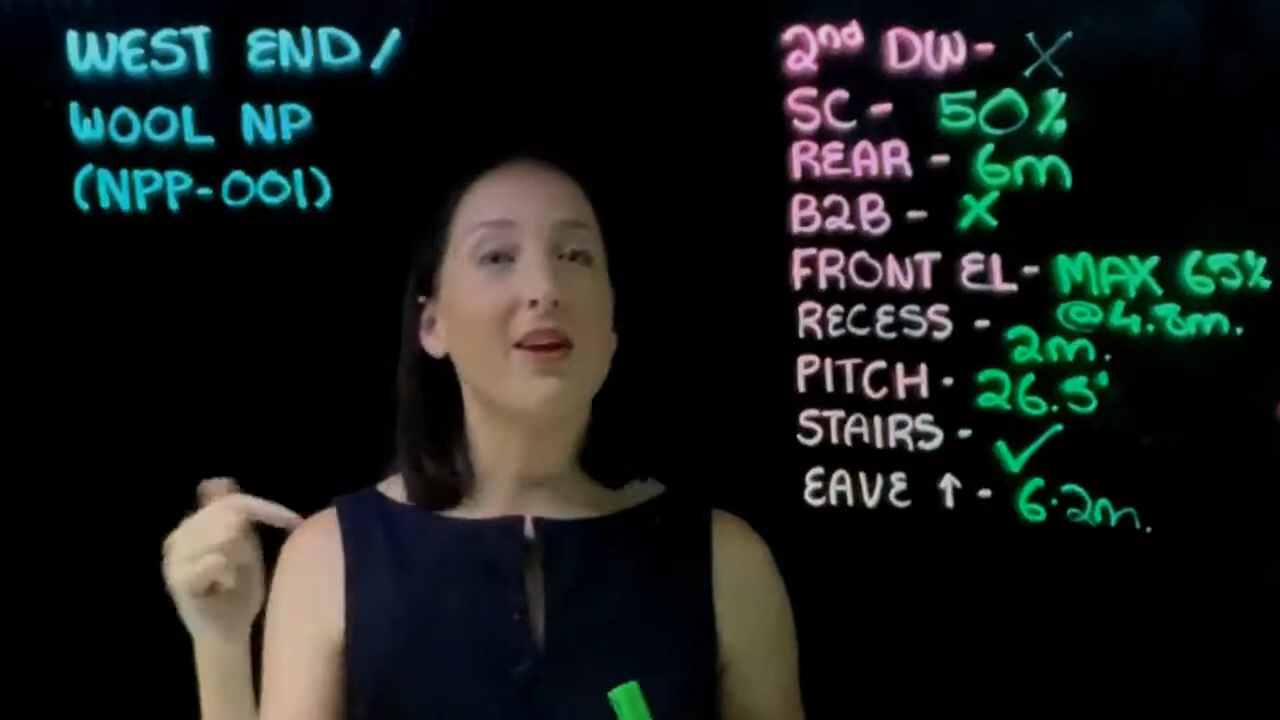 WEST END/
WOOL NP
(NPP-001)
2nd DW- X
SC - 50%
REAR - 6m
B2B - X
FRONT EL- MAX 65%
@4.8m.
RECESS - 2m.
PITCH - 26.5°
STAIRS - ✓
EAVE ↑ - 6.2m.